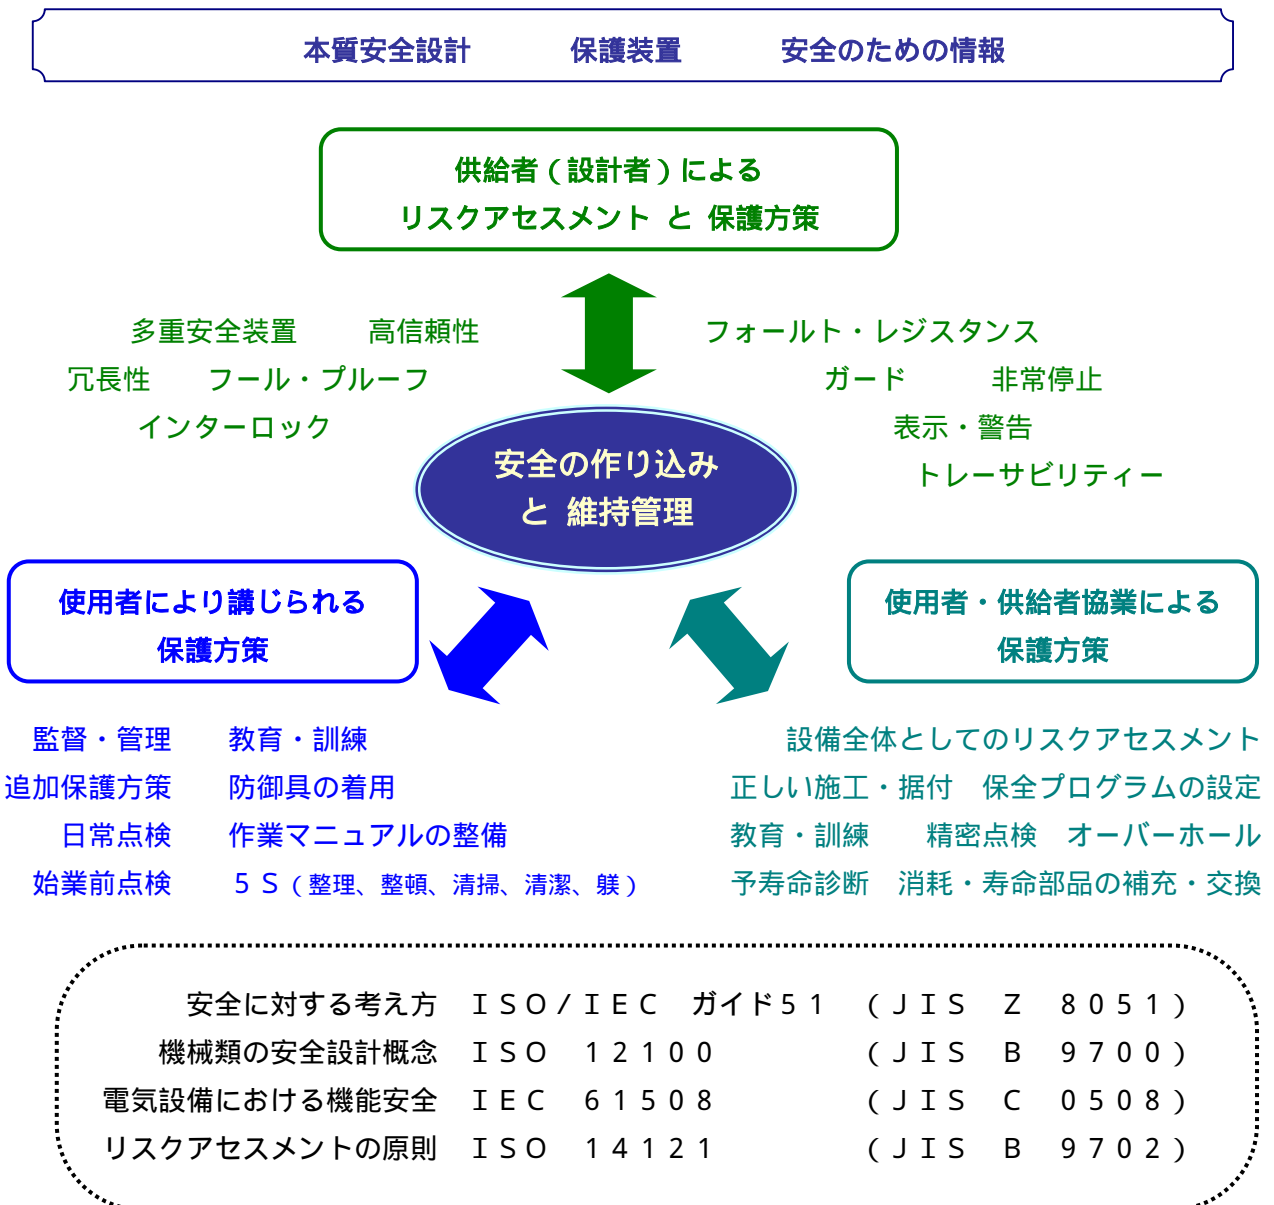 本質安全設計　保護装置　安全のための情報
供給者（設計者）による
リスクアセスメント と 保護方策
多重安全装置　高信頼性
冗長性　フール・プルーフ
インターロック
フォールト・レジスタンス
ガード　非常停止
表示・警告
トレーサビリティー
安全の作り込み
と 維持管理
使用者により講じられる
保護方策
使用者・供給者協業による
保護方策
監督・管理　教育・訓練
追加保護方策　防御具の着用
日常点検　作業マニュアルの整備
始業前点検　５Ｓ（整理、整頓、清掃、清潔、躾）
設備全体としてのリスクアセスメント
正しい施工・据付　保全プログラムの設定
教育・訓練　精密点検　オーバーホール
予寿命診断　消耗・寿命部品の補充・交換
安全に対する考え方　ＩＳＯ/ＩＥＣ　ガイド５１　(ＪＩＳ　Ｚ　８０５１)
機械類の安全設計概念　ＩＳＯ　１２１００　(ＪＩＳ　Ｂ　９７００)
電気設備における機能安全　ＩＥＣ　６１５０８　(ＪＩＳ　Ｃ　０５０８)
リスクアセスメントの原則　ＩＳＯ　１４１２１　(ＪＩＳ　Ｂ　９７０２)